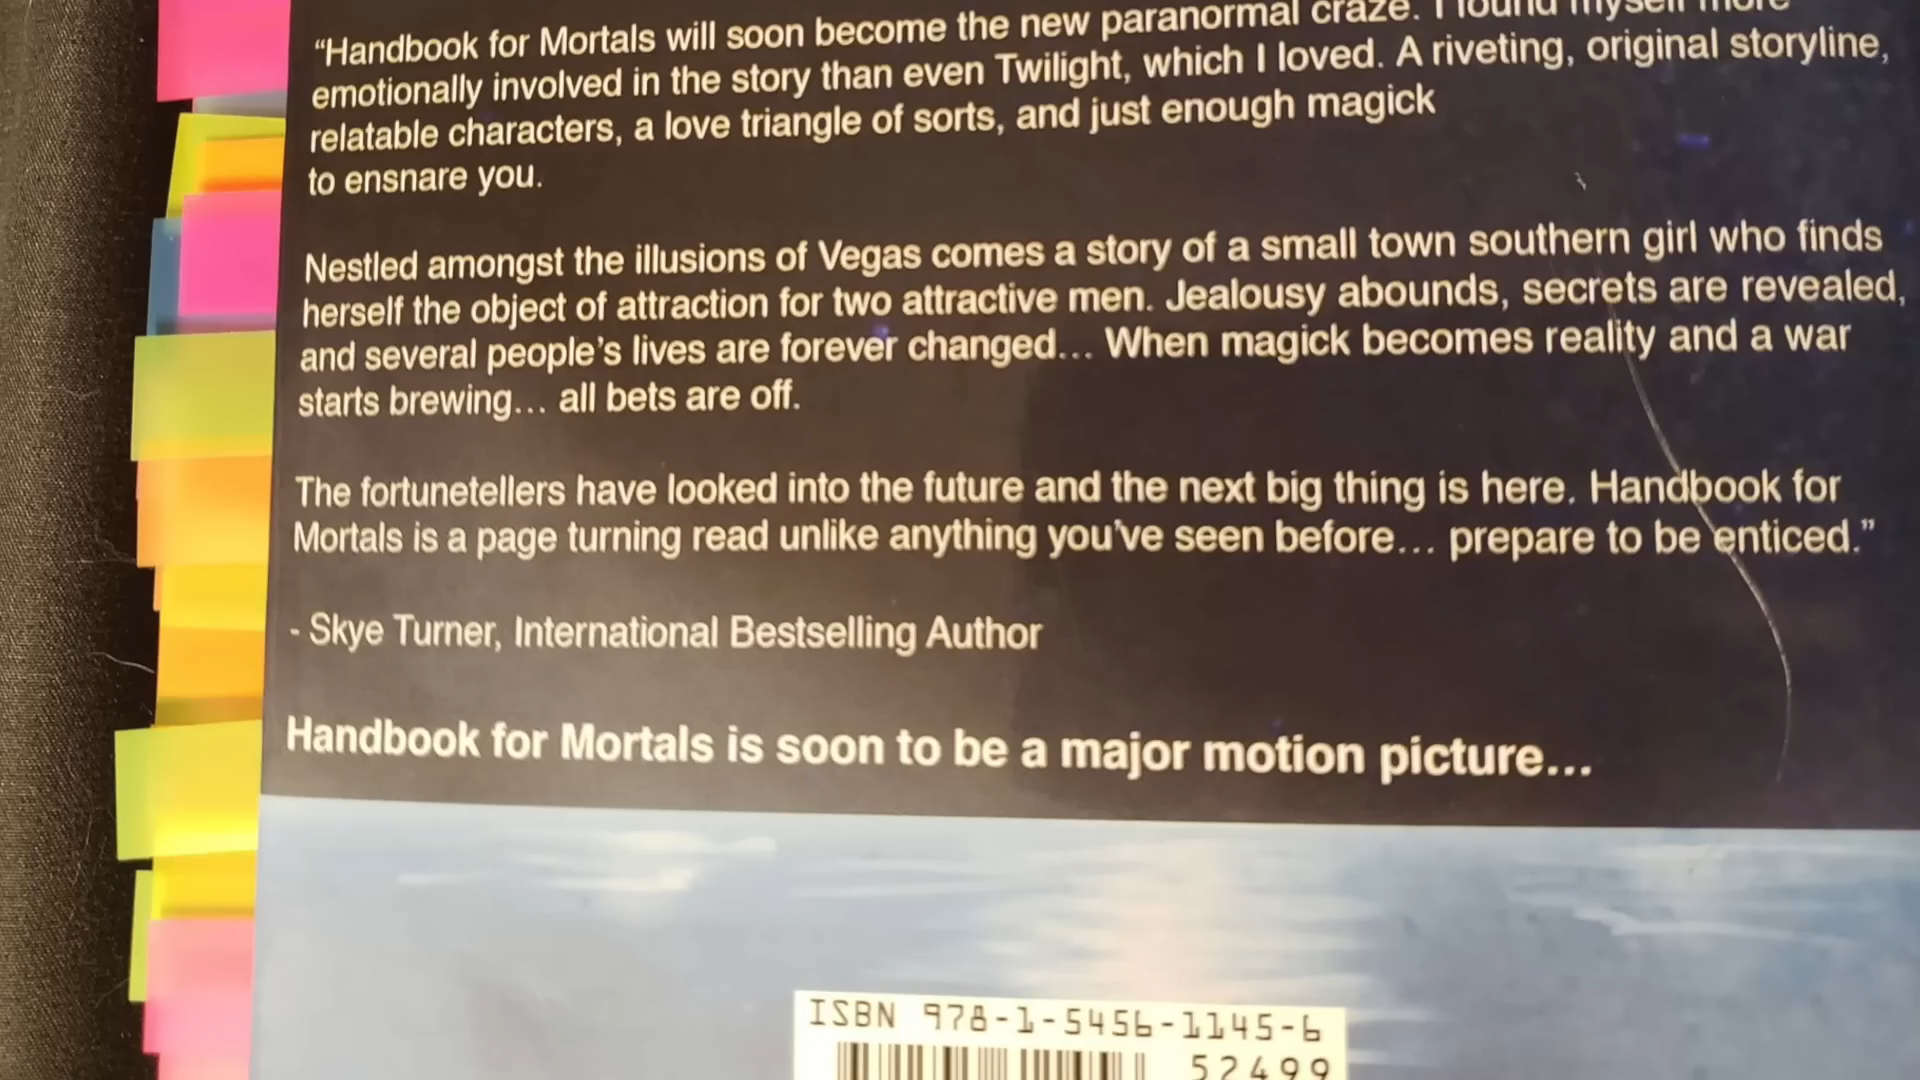 “Handbook for Mortals will soon become the new paranormal craze. I found myself more
emotionally involved in the story than even Twilight, which I loved. A riveting, original storyline,
relatable characters, a love triangle of sorts, and just enough magick
to ensnare you.
Nestled amongst the illusions of Vegas comes a story of a small town southern girl who finds
herself the object of attraction for two attractive men. Jealousy abounds, secrets are revealed,
and several people’s lives are forever changed... When magick becomes reality and a war
starts brewing... all bets are off.
The fortunetellers have looked into the future and the next big thing is here. Handbook for
Mortals is a page turning read unlike anything you’ve seen before... prepare to be enticed.”
- Skye Turner, International Bestselling Author
Handbook for Mortals is soon to be a major motion picture...
ISBN 978-1-5456-1145-6
52499